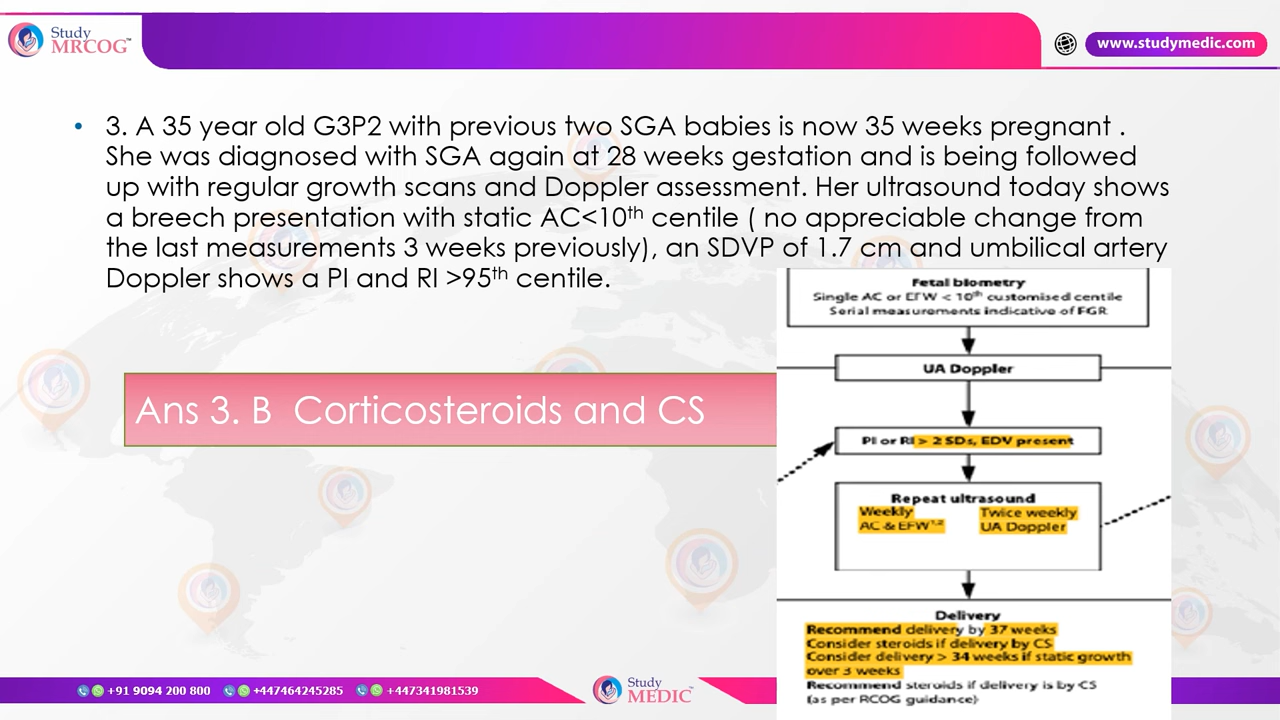 Study
MRCOG™
www.studymedic.com
• 3. A 35 year old G3P2 with previous two SGA babies is now 35 weeks pregnant .
She was diagnosed with SGA again at 28 weeks gestation and is being followed
up with regular growth scans and Doppler assessment. Her ultrasound today shows
a breech presentation with static AC<10th centile ( no appreciable change from
the last measurements 3 weeks previously), an SDVP of 1.7 cm and umbilical artery
Doppler shows a PI and RI >95th centile.
Ans 3. B Corticosteroids and CS
Fetal biometry
Single AC or EFW < 10th customised centile
Serial measurements indicative of FGR
UA Doppler
PI or RI > 2 SDs, EDV present
Repeat ultrasound
Weekly Twice weekly
AC & EFW1,2 UA Doppler
Delivery
Recommend delivery by 37 weeks
Consider steroids if delivery by CS
Consider delivery > 34 weeks if static growth
over 3 weeks
Recommend steroids if delivery is by CS
(as per RCOG guidance)
+91 9094 200 800 +447464245285 +447341981539
Study
MEDIC